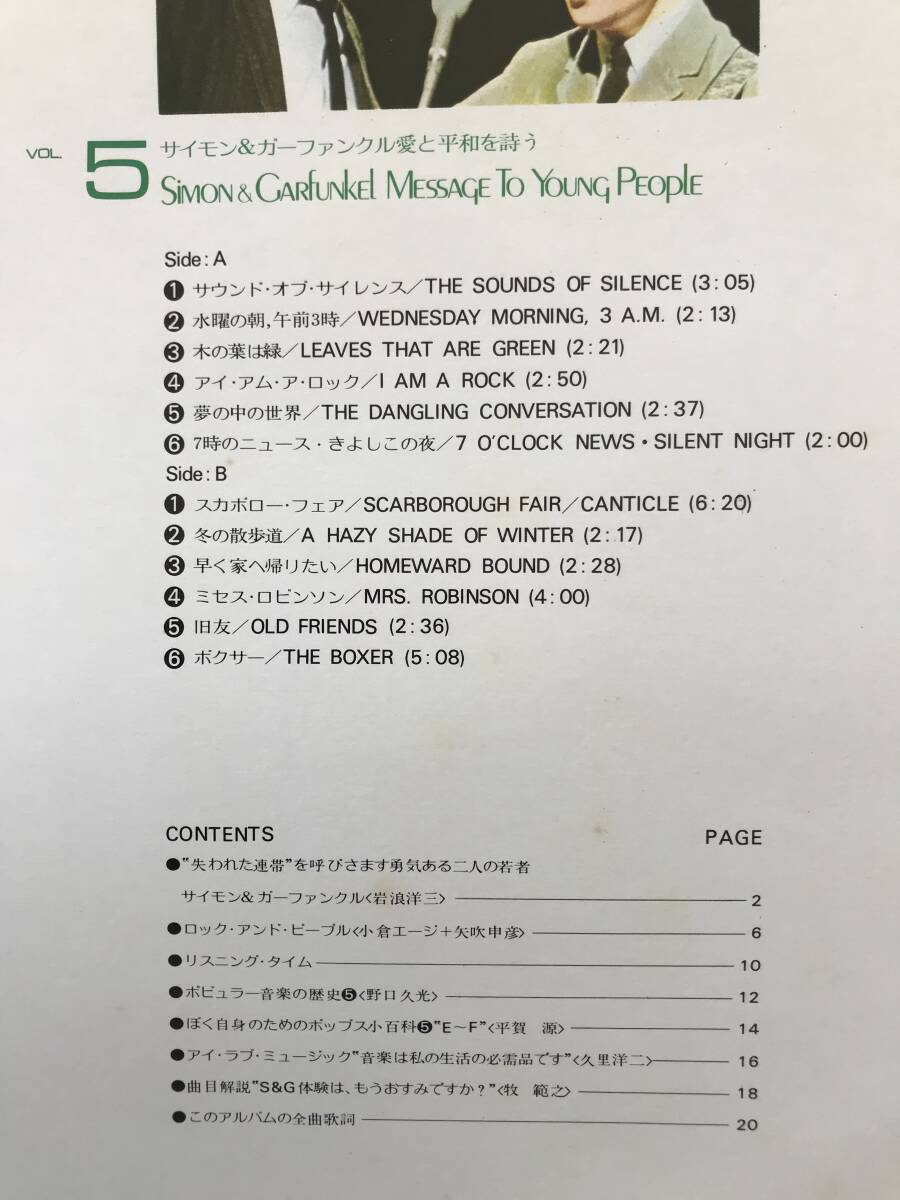 VOL. 5 サイモン&ガーファンクル愛と平和を詩う
SIMON & GARFUNKEL MESSAGE TO YOUNG PEOPLE
Side: A
❶ サウンド・オブ・サイレンス/THE SOUNDS OF SILENCE (3:05)
❷ 水曜の朝,午前3時/WEDNESDAY MORNING, 3 A.M. (2:13)
❸ 木の葉は緑/LEAVES THAT ARE GREEN (2:21)
❹ アイ・アム・ア・ロック/I AM A ROCK (2:50)
❺ 夢の中の世界/THE DANGLING CONVERSATION (2:37)
❻ 7時のニュース・きよしこの夜/7 O'CLOCK NEWS・SILENT NIGHT (2:00)
Side: B
❶ スカボロー・フェア/SCARBOROUGH FAIR/CANTICLE (6:20)
❷ 冬の散歩道/A HAZY SHADE OF WINTER (2:17)
❸ 早く家へ帰りたい/HOMEWARD BOUND (2:28)
❹ ミセス・ロビンソン/MRS. ROBINSON (4:00)
❺ 旧友/OLD FRIENDS (2:36)
❻ ボクサー/THE BOXER (5:08)
CONTENTS PAGE
●"失われた連帯"を呼びさます勇気ある二人の若者
サイモン&ガーファンクル〈岩浪洋三〉 2
●ロック・アンド・ピープル〈小倉エージ+矢吹申彦〉 6
●リスニング・タイム 10
●ポピュラー音楽の歴史❺〈野口久光〉 12
●ぼく自身のためのポップス小百科❺"E~F"〈平賀 源〉 14
●アイ・ラブ・ミュージック"音楽は私の生活の必需品です"〈久里洋二〉 16
●曲目解説"S&G体験は、もうおすみですか?"〈牧 範之〉 18
●このアルバムの全曲歌詞 20